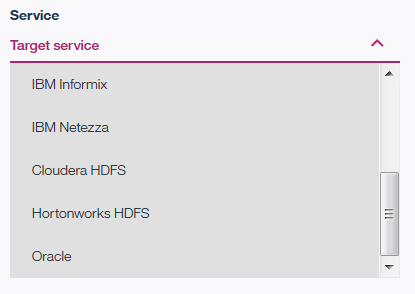 Service
Target service
IBM Informix
IBM Netezza
Cloudera HDFS
Hortonworks HDFS
Oracle